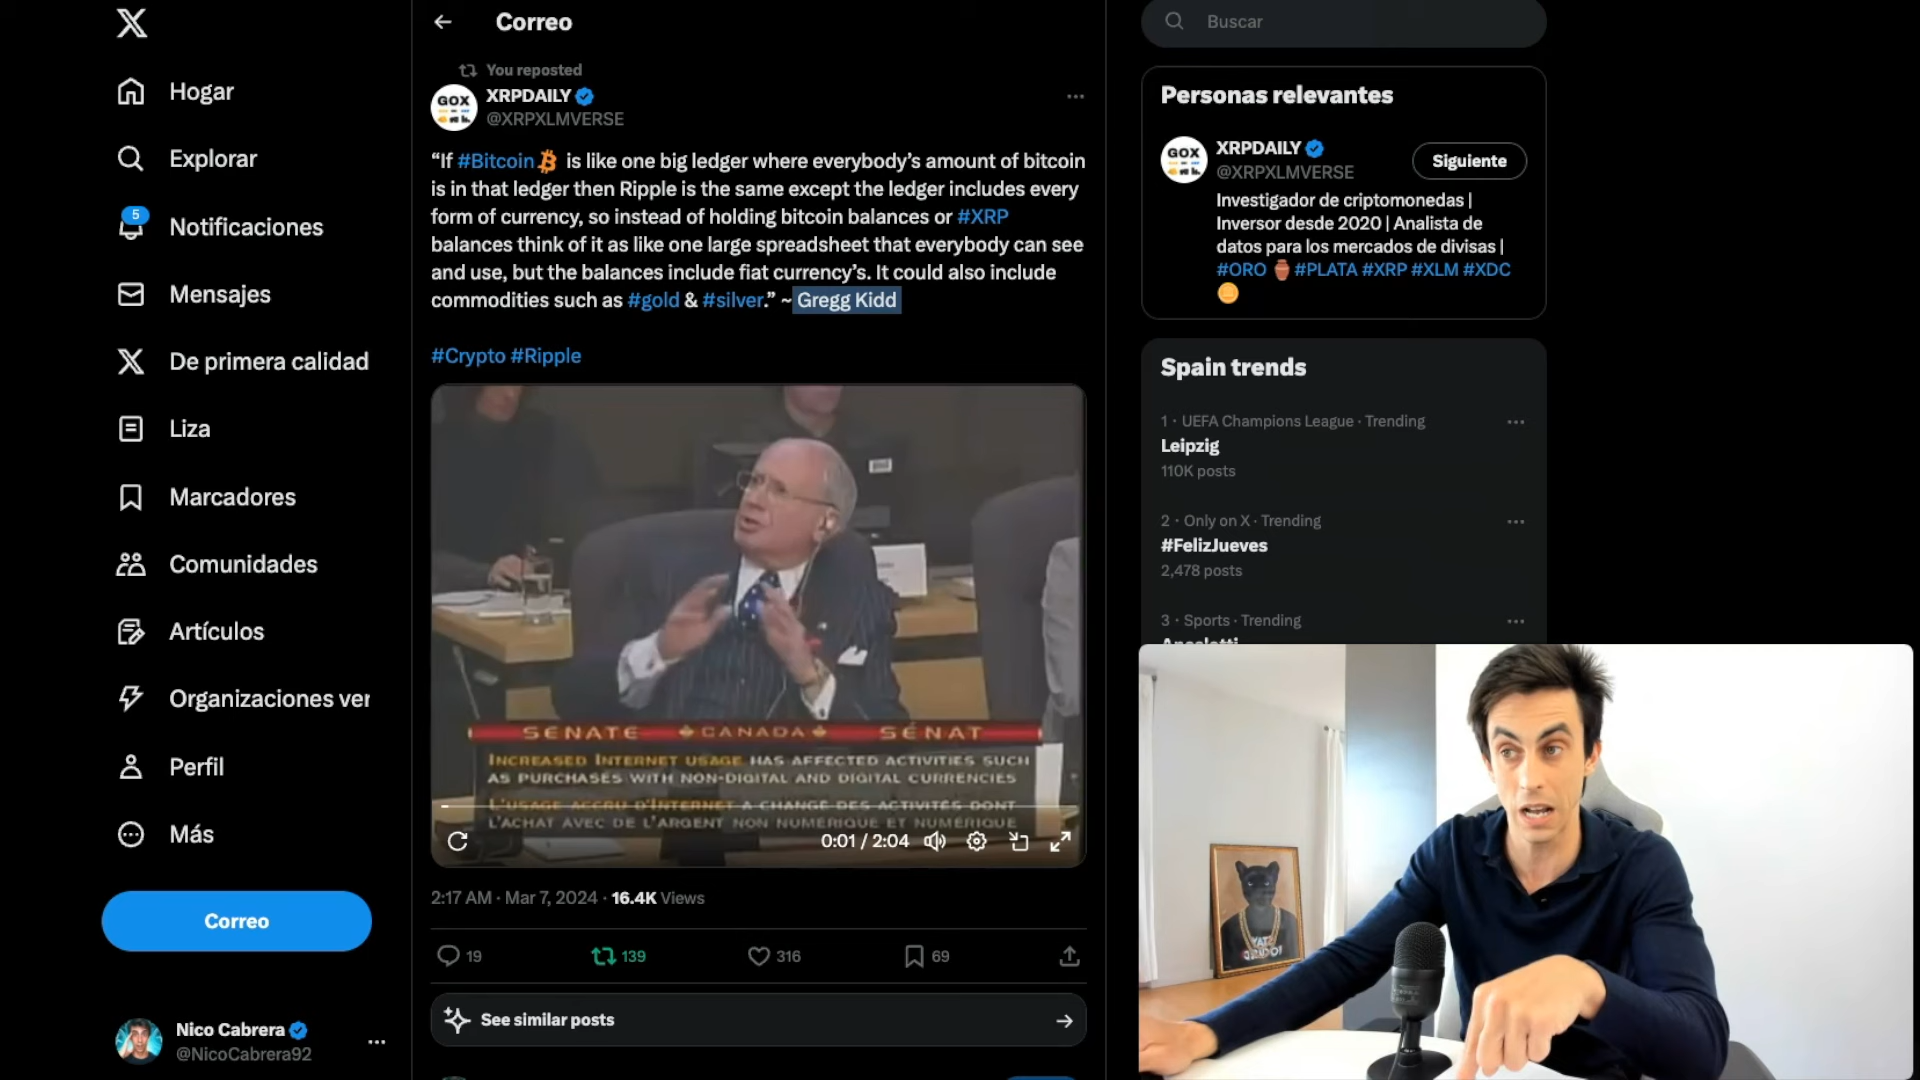 Hogar
Explorar
5
Notificaciones
Mensajes
De primera calidad
Liza
Marcadores
Comunidades
Artículos
Organizaciones ver
Perfil
Más
Correo
Nico Cabrera
@NicoCabrera92
Correo
You reposted
GOX
XRPDAILY
@XRPXLMVERSE
“If #Bitcoin is like one big ledger where everybody’s amount of bitcoin
is in that ledger then Ripple is the same except the ledger includes every
form of currency, so instead of holding bitcoin balances or #XRP
balances think of it as like one large spreadsheet that everybody can see
and use, but the balances include fiat currency’s. It could also include
commodities such as #gold & #silver.” ~ Gregg Kidd
#Crypto #Ripple
SENATE CANADA SÉNAT
INCREASED INTERNET USAGE HAS AFFECTED ACTIVITIES SUCH
AS PURCHASES WITH NON-DIGITAL AND DIGITAL CURRENCIES
L'USAGE ACCRU D'INTERNET A CHANGÉ DES ACTIVITÉS DONT
L'ACHAT AVEC DE L'ARGENT NON NUMÉRIQUE ET NUMÉRIQUE
0:01 / 2:04
2:17 AM · Mar 7, 2024 · 16.4K Views
19
139
316
69
See similar posts
Buscar
Personas relevantes
GOX
XRPDAILY
@XRPXLMVERSE
Siguiente
Investigador de criptomonedas |
Inversor desde 2020 | Analista de
datos para los mercados de divisas |
#ORO #PLATA #XRP #XLM #XDC
Spain trends
1 · UEFA Champions League · Trending
Leipzig
110K posts
2 · Only on X · Trending
#FelizJueves
2,478 posts
3 · Sports · Trending